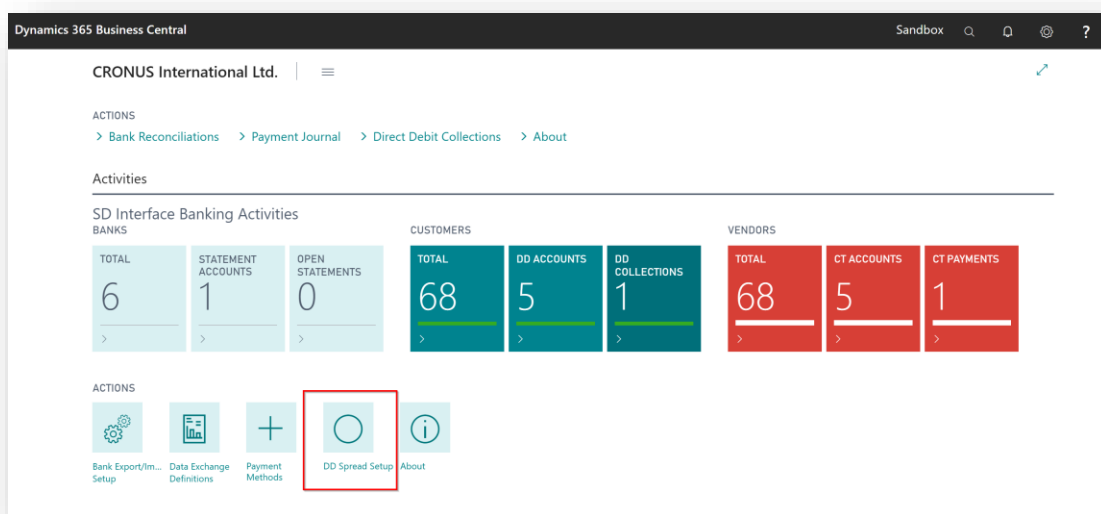 Dynamics 365 Business Central
Sandbox
?
CRONUS International Ltd.
ACTIONS
> Bank Reconciliations > Payment Journal > Direct Debit Collections > About
Activities
SD Interface Banking Activities
BANKS
TOTAL
6
STATEMENT
ACCOUNTS
1
OPEN
STATEMENTS
0
CUSTOMERS
TOTAL
68
DD ACCOUNTS
5
DD
COLLECTIONS
1
VENDORS
TOTAL
68
CT ACCOUNTS
5
CT PAYMENTS
1
ACTIONS
Bank Export/Im...
Setup
Data Exchange
Definitions
Payment
Methods
DD Spread Setup
About